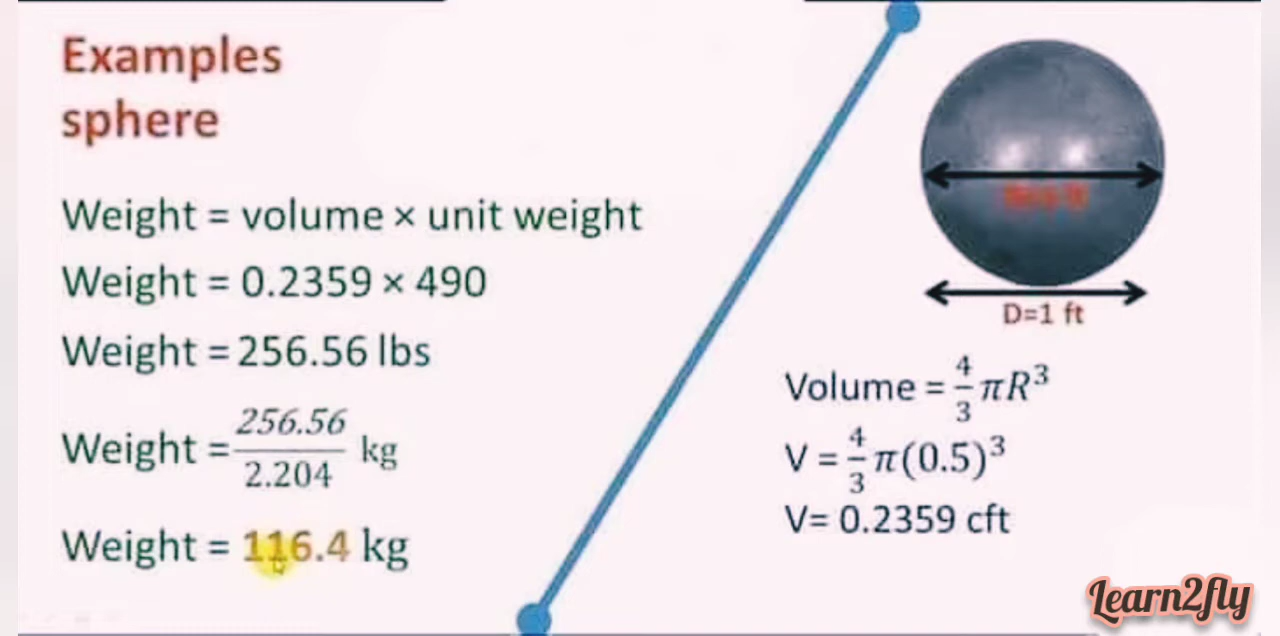 Examples
sphere
Weight = volume × unit weight
Weight = 0.2359 × 490
Weight = 256.56 lbs
Weight = 256.56/2.204 kg
Weight = 116.4 kg
D=1 ft
Volume = 4/3 πR³
V = 4/3 π(0.5)³
V= 0.2359 cft
Learn2fly